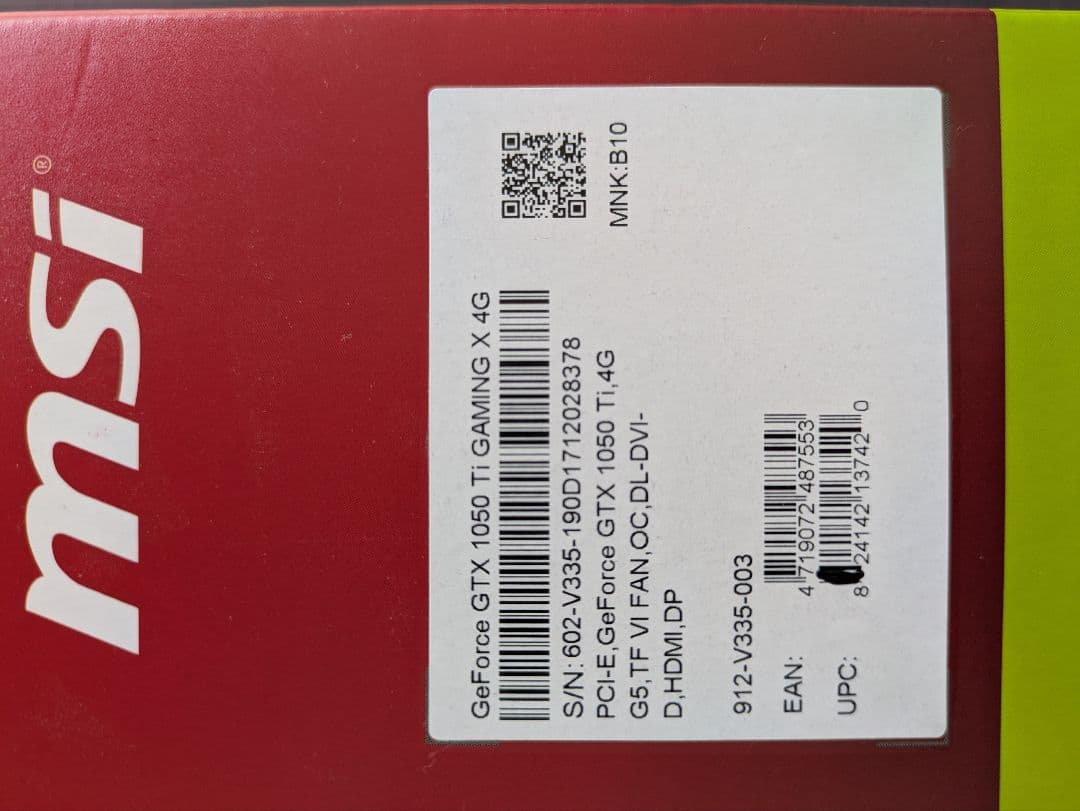 msi®
GeForce GTX 1050 Ti GAMING X 4G
S/N: 602-V335-190D1712028378
PCI-E,GeForce GTX 1050 Ti,4G
G5,TF VI FAN,OC,DL-DVI-
D,HDMI,DP
MNK:B10
912-V335-003
EAN: 4 719072 487553
UPC: 8 24142 13742 0